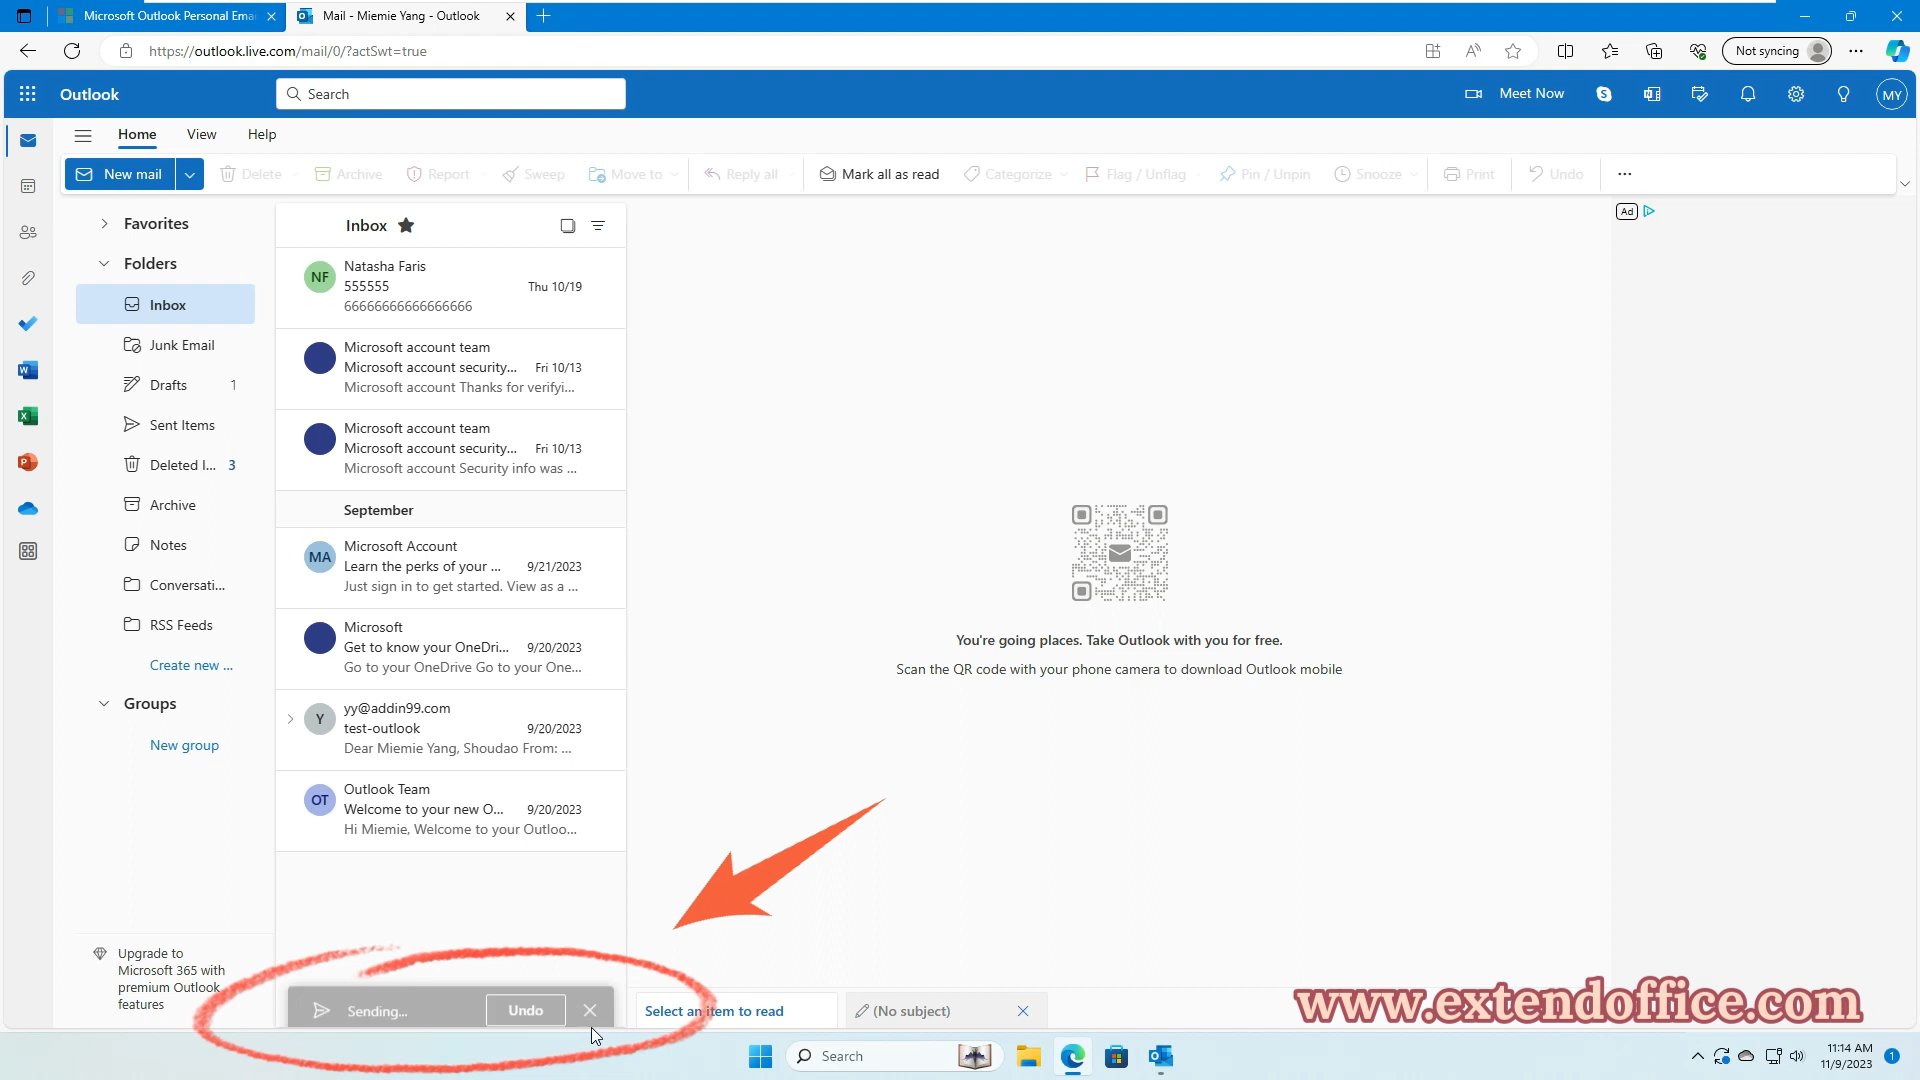 Microsoft Outlook Personal Emai
Mail - Miemie Yang - Outlook
https://outlook.live.com/mail/0/?actSwt=true
Not syncing
Outlook
Search
Meet Now
MY
Home
View
Help
New mail
Delete
Archive
Report
Sweep
Move to
Reply all
Mark all as read
Categorize
Flag / Unflag
Pin / Unpin
Snooze
Print
Undo
Favorites
Folders
Inbox
Junk Email
Drafts 1
Sent Items
Deleted I... 3
Archive
Notes
Conversati...
RSS Feeds
Create new ...
Groups
New group
Upgrade to
Microsoft 365 with
premium Outlook
features
Inbox
NF
Natasha Faris
555555 Thu 10/19
66666666666666666
Microsoft account team
Microsoft account security... Fri 10/13
Microsoft account Thanks for verifyi...
Microsoft account team
Microsoft account security... Fri 10/13
Microsoft account Security info was ...
September
MA
Microsoft Account
Learn the perks of your ... 9/21/2023
Just sign in to get started. View as a ...
Microsoft
Get to know your OneDri... 9/20/2023
Go to your OneDrive Go to your One...
Y
yy@addin99.com
test-outlook 9/20/2023
Dear Miemie Yang, Shoudao From: ...
OT
Outlook Team
Welcome to your new O... 9/20/2023
Hi Miemie, Welcome to your Outloo...
Ad
You're going places. Take Outlook with you for free.
Scan the QR code with your phone camera to download Outlook mobile
Sending...
Undo
Select an item to read
(No subject)
www.extendoffice.com
Search
11:14 AM
11/9/2023
1